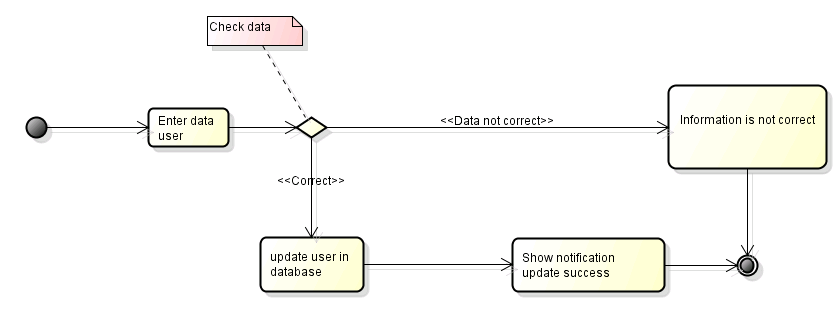 Check data
Enter data
user
<<Data not correct>>
Information is not correct
<<Correct>>
update user in
database
Show notification
update success